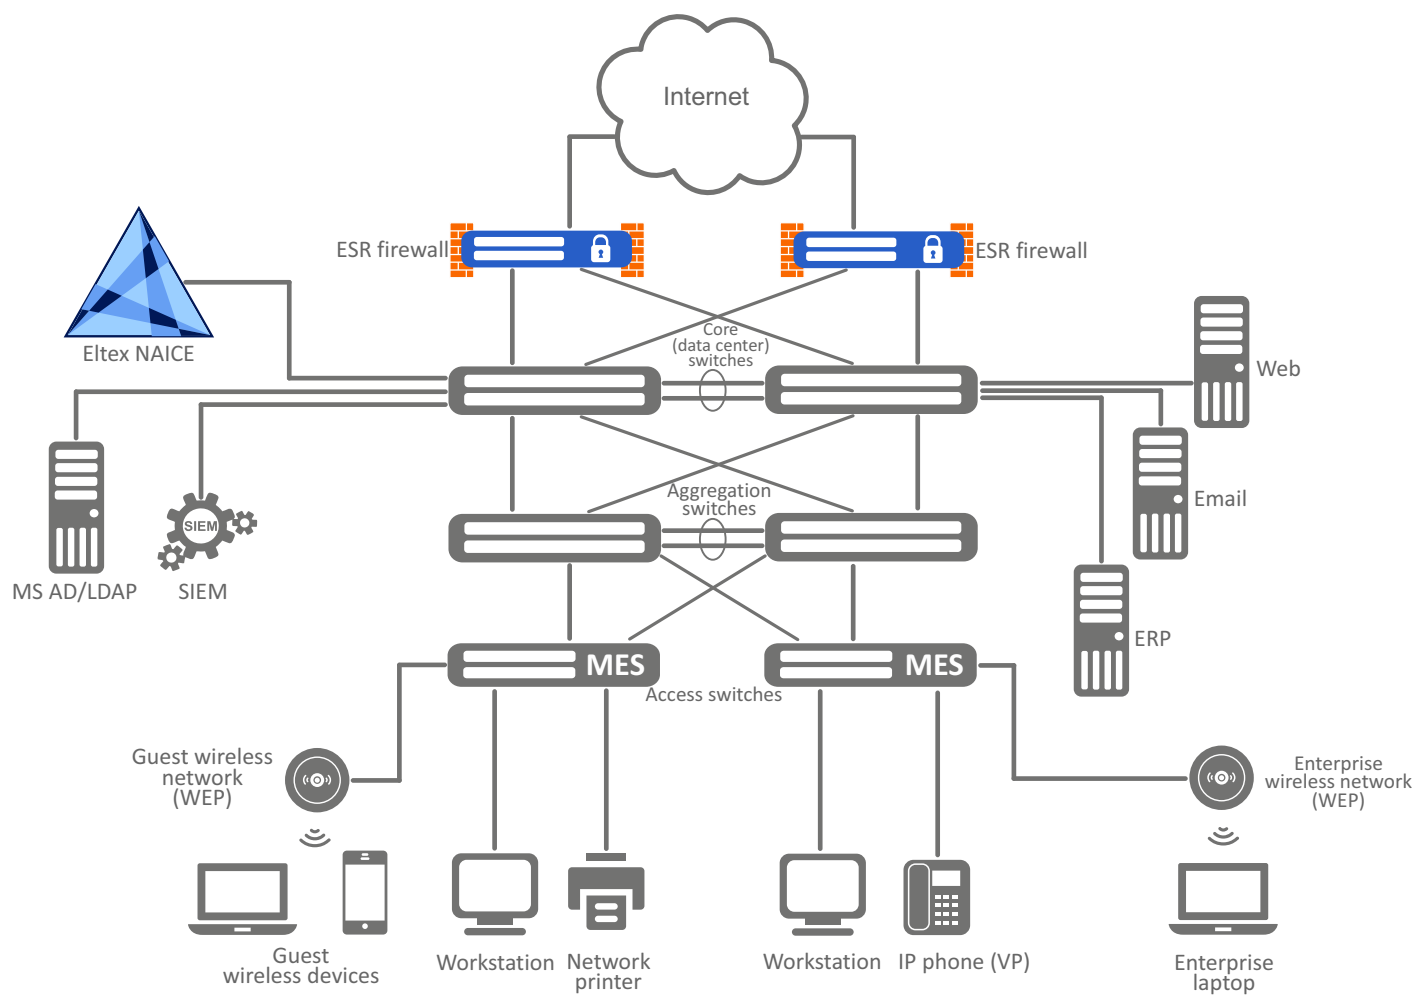 Internet
ESR firewall
ESR firewall
Eltex NAICE
Core
(data center)
switches
Web
Aggregation
switches
Email
SIEM
MS AD/LDAP
SIEM
ERP
MES
MES
Access switches
Guest wireless
network
(WEP)
Enterprise
wireless network
(WEP)
Guest
wireless devices
Workstation
Network
printer
Workstation
IP phone (VP)
Enterprise
laptop